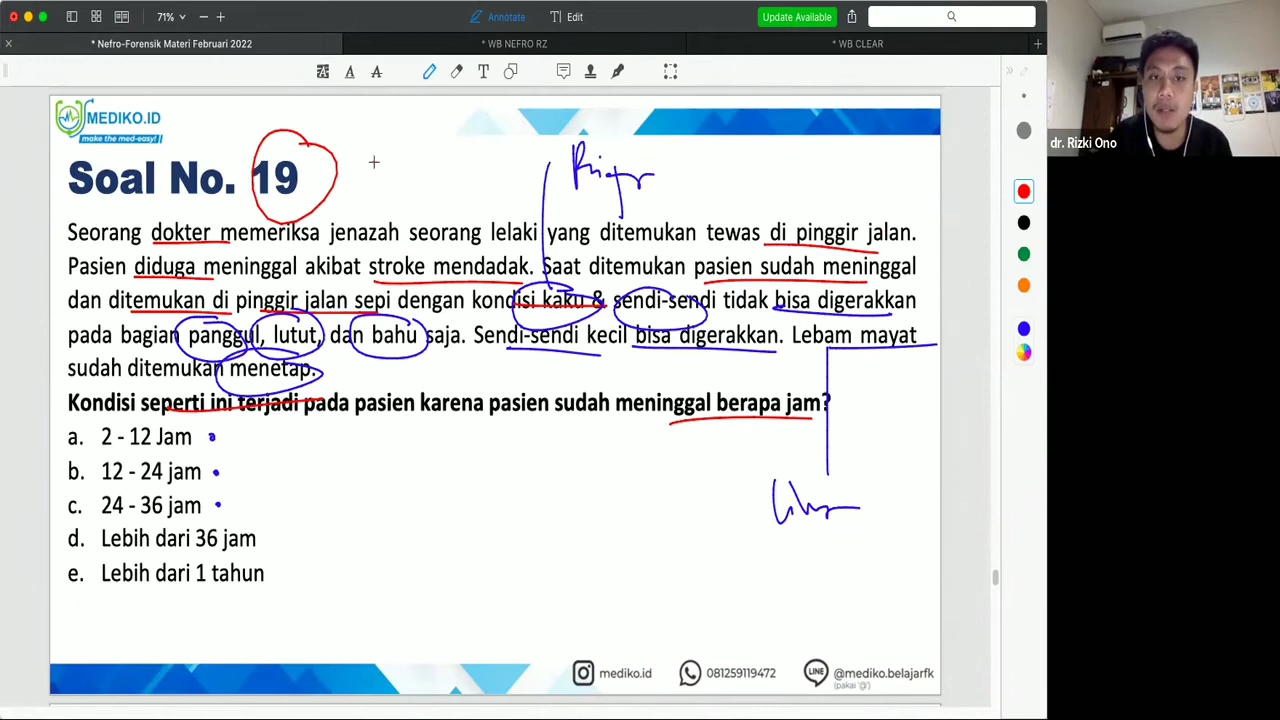 71%
Annotate
Edit
Update Available
* Nefro-Forensik Materi Februari 2022
* WB NEFRO RZ
* WB CLEAR
MEDIKO.ID
make the med-easy!
dr. Rizki Ono
Soal No. 19
Seorang dokter memeriksa jenazah seorang lelaki yang ditemukan tewas di pinggir jalan.
Pasien diduga meninggal akibat stroke mendadak. Saat ditemukan pasien sudah meninggal
dan ditemukan di pinggir jalan sepi dengan kondisi kaku & sendi-sendi tidak bisa digerakkan
pada bagian panggul, lutut, dan bahu saja. Sendi-sendi kecil bisa digerakkan. Lebam mayat
sudah ditemukan menetap.
Kondisi seperti ini terjadi pada pasien karena pasien sudah meninggal berapa jam?
a. 2 - 12 Jam
b. 12 - 24 jam
c. 24 - 36 jam
d. Lebih dari 36 jam
e. Lebih dari 1 tahun
mediko.id
081259119472
LINE
@mediko.belajarfk
(pakai '@')